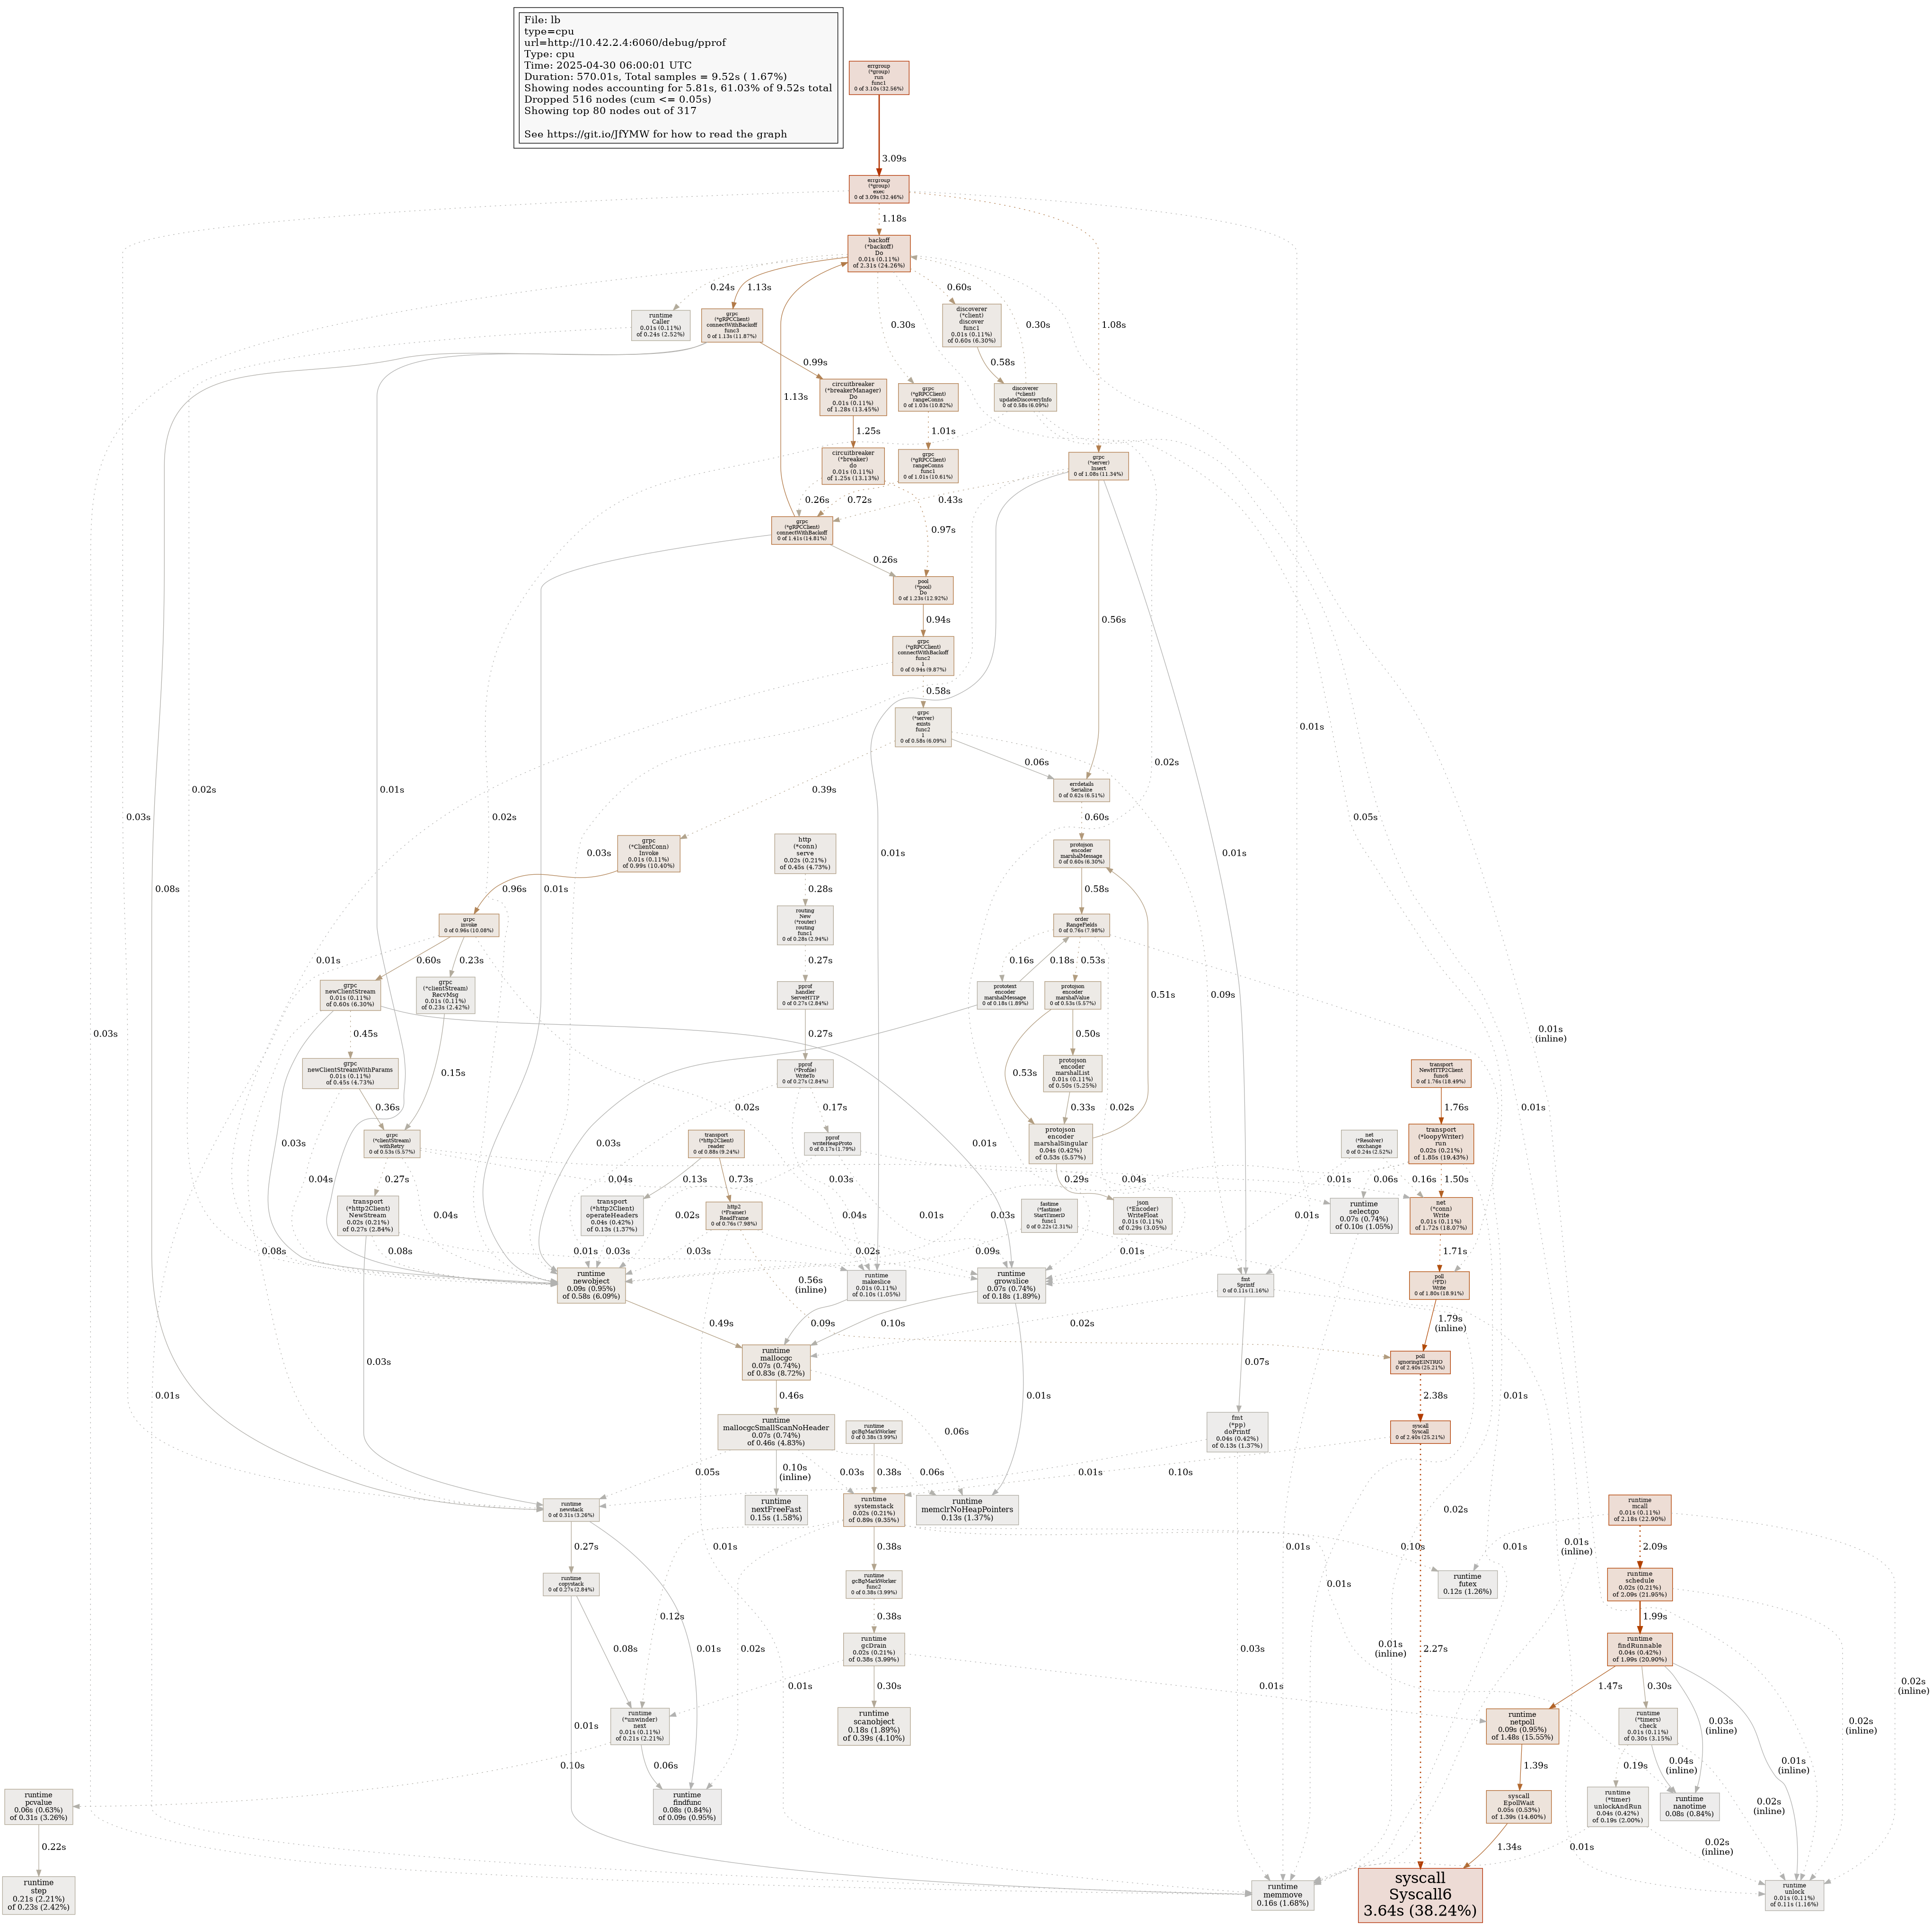 File: lb
type=cpu
url=http://10.42.2.4:6060/debug/pprof
Type: cpu
Time: 2025-04-30 06:00:01 UTC
Duration: 570.01s, Total samples = 9.52s ( 1.67%)
Showing nodes accounting for 5.81s, 61.03% of 9.52s total
Dropped 516 nodes (cum <= 0.05s)
Showing top 80 nodes out of 317
See https://git.io/JfYMW for how to read the graph
errgroup
(*group)
run
func1
0 of 3.10s (32.56%)
3.09s
errgroup
(*group)
exec
0 of 3.09s (32.46%)
1.18s
backoff
(*backoff)
Do
0.01s (0.11%)
of 2.31s (24.26%)
0.24s
1.13s
0.60s
0.30s
0.30s
1.08s
runtime
Caller
0.01s (0.11%)
of 0.24s (2.52%)
grpc
(*gRPCClient)
connectWithBackoff
func3
0 of 1.13s (11.87%)
discoverer
(*client)
discover
func1
0.01s (0.11%)
of 0.60s (6.30%)
0.99s
0.58s
1.13s
circuitbreaker
(*breakerManager)
Do
0.01s (0.11%)
of 1.28s (13.45%)
grpc
(*gRPCClient)
rangeConns
0 of 1.03s (10.82%)
discoverer
(*client)
updateDiscoveryInfo
0 of 0.58s (6.09%)
1.25s
1.01s
circuitbreaker
(*breaker)
do
0.01s (0.11%)
of 1.25s (13.13%)
grpc
(*gRPCClient)
rangeConns
func1
0 of 1.01s (10.61%)
grpc
(*server)
Insert
0 of 1.08s (11.34%)
0.26s
0.72s
0.43s
0.97s
grpc
(*gRPCClient)
connectWithBackoff
0 of 1.41s (14.81%)
0.26s
pool
(*pool)
Do
0 of 1.23s (12.92%)
0.94s
0.56s
grpc
(*gRPCClient)
connectWithBackoff
func2
1
0 of 0.94s (9.87%)
0.58s
grpc
(*server)
exists
func2
1
0 of 0.58s (6.09%)
0.01s
0.06s
0.02s
0.02s
0.01s
0.39s
errdetails
Serialize
0 of 0.62s (6.51%)
0.03s
0.02s
0.60s
0.05s
grpc
(*ClientConn)
Invoke
0.01s (0.11%)
of 0.99s (10.40%)
http
(*conn)
serve
0.02s (0.21%)
of 0.45s (4.73%)
protojson
encoder
marshalMessage
0 of 0.60s (6.30%)
0.03s
0.01s
0.01s
0.08s
0.96s
0.01s
0.28s
0.58s
0.01s
grpc
invoke
0 of 0.96s (10.08%)
routing
New
(*router)
routing
func1
0 of 0.28s (2.94%)
order
RangeFields
0 of 0.76s (7.98%)
0.01s
0.60s
0.23s
0.27s
0.16s
0.18s
0.53s
grpc
newClientStream
0.01s (0.11%)
of 0.60s (6.30%)
grpc
(*clientStream)
RecvMsg
0.01s (0.11%)
of 0.23s (2.42%)
pprof
handler
ServeHTTP
0 of 0.27s (2.84%)
prototext
encoder
marshalMessage
0 of 0.18s (1.89%)
protojson
encoder
marshalValue
0 of 0.53s (5.57%)
0.51s
0.09s
0.03s
0.45s
0.27s
0.50s
0.01s
(inline)
grpc
newClientStreamWithParams
0.01s (0.11%)
of 0.45s (4.73%)
pprof
(*Profile)
WriteTo
0 of 0.27s (2.84%)
protojson
encoder
marshalList
0.01s (0.11%)
of 0.50s (5.25%)
transport
NewHTTP2Client
func6
0 of 1.76s (18.49%)
0.15s
0.53s
0.36s
0.02s
0.17s
0.33s
0.02s
1.76s
0.01s
grpc
(*clientStream)
withRetry
0 of 0.53s (5.57%)
transport
(*http2Client)
reader
0 of 0.88s (9.24%)
pprof
writeHeapProto
0 of 0.17s (1.79%)
protojson
encoder
marshalSingular
0.04s (0.42%)
of 0.53s (5.57%)
net
(*Resolver)
exchange
0 of 0.24s (2.52%)
transport
(*loopyWriter)
run
0.02s (0.21%)
of 1.85s (19.43%)
0.03s
0.03s
0.01s
0.04s
0.27s
0.04s
0.13s
0.73s
0.03s
0.29s
0.04s
0.01s
0.06s
0.16s
1.50s
transport
(*http2Client)
NewStream
0.02s (0.21%)
of 0.27s (2.84%)
transport
(*http2Client)
operateHeaders
0.04s (0.42%)
of 0.13s (1.37%)
http2
(*Framer)
ReadFrame
0 of 0.76s (7.98%)
fastime
(*fastime)
StartTimerD
func1
0 of 0.22s (2.31%)
json
(*Encoder)
WriteFloat
0.01s (0.11%)
of 0.29s (3.05%)
runtime
selectgo
0.07s (0.74%)
of 0.10s (1.05%)
net
(*conn)
Write
0.01s (0.11%)
of 1.72s (18.07%)
0.04s
0.02s
0.04s
0.01s
0.03s
0.01s
0.08s
0.08s
0.01s
0.03s
0.03s
0.02s
0.09s
0.01s
1.71s
runtime
newobject
0.09s (0.95%)
of 0.58s (6.09%)
0.56s
(inline)
runtime
makeslice
0.01s (0.11%)
of 0.10s (1.05%)
runtime
growslice
0.07s (0.74%)
of 0.18s (1.89%)
fmt
Sprintf
0 of 0.11s (1.16%)
poll
(*FD)
Write
0 of 1.80s (18.91%)
0.49s
0.09s
0.10s
0.02s
1.79s
(inline)
runtime
mallocgc
0.07s (0.74%)
of 0.83s (8.72%)
0.03s
0.07s
poll
ignoringEINTRIO
0 of 2.40s (25.21%)
0.01s
0.46s
0.01s
2.38s
0.01s
0.01s
runtime
mallocgcSmallScanNoHeader
0.07s (0.74%)
of 0.46s (4.83%)
runtime
gcBgMarkWorker
0 of 0.38s (3.99%)
0.06s
fmt
(*pp)
doPrintf
0.04s (0.42%)
of 0.13s (1.37%)
syscall
Syscall
0 of 2.40s (25.21%)
0.05s
0.10s
(inline)
0.03s
0.38s
0.06s
0.01s
0.10s
runtime
newstack
0 of 0.31s (3.26%)
runtime
nextFreeFast
0.15s (1.58%)
runtime
systemstack
0.02s (0.21%)
of 0.89s (9.35%)
runtime
memclrNoHeapPointers
0.13s (1.37%)
0.02s
runtime
mcall
0.01s (0.11%)
of 2.18s (22.90%)
0.27s
0.01s
0.38s
0.01s
0.10s
0.01s
0.01s
(inline)
2.09s
runtime
copystack
0 of 0.27s (2.84%)
runtime
gcBgMarkWorker
func2
0 of 0.38s (3.99%)
runtime
futex
0.12s (1.26%)
runtime
schedule
0.02s (0.21%)
of 2.09s (21.95%)
0.12s
0.38s
0.01s
1.99s
0.08s
0.01s
0.02s
runtime
gcDrain
0.02s (0.21%)
of 0.38s (3.99%)
0.01s
(inline)
0.03s
2.27s
runtime
findRunnable
0.04s (0.42%)
of 1.99s (20.90%)
0.01s
0.30s
0.01s
1.47s
0.30s
0.02s
(inline)
0.02s
(inline)
runtime
(*unwinder)
next
0.01s (0.11%)
of 0.21s (2.21%)
0.01s
runtime
scanobject
0.18s (1.89%)
of 0.39s (4.10%)
runtime
netpoll
0.09s (0.95%)
of 1.48s (15.55%)
runtime
(*timers)
check
0.01s (0.11%)
of 0.30s (3.15%)
0.03s
(inline)
0.10s
0.06s
1.39s
0.19s
0.04s
(inline)
0.01s
(inline)
runtime
pcvalue
0.06s (0.63%)
of 0.31s (3.26%)
runtime
findfunc
0.08s (0.84%)
of 0.09s (0.95%)
syscall
EpollWait
0.05s (0.53%)
of 1.39s (14.60%)
runtime
(*timer)
unlockAndRun
0.04s (0.42%)
of 0.19s (2.00%)
runtime
nanotime
0.08s (0.84%)
0.02s
(inline)
0.22s
1.34s
0.01s
0.02s
(inline)
runtime
step
0.21s (2.21%)
of 0.23s (2.42%)
runtime
memmove
0.16s (1.68%)
syscall
Syscall6
3.64s (38.24%)
runtime
unlock
0.01s (0.11%)
of 0.11s (1.16%)